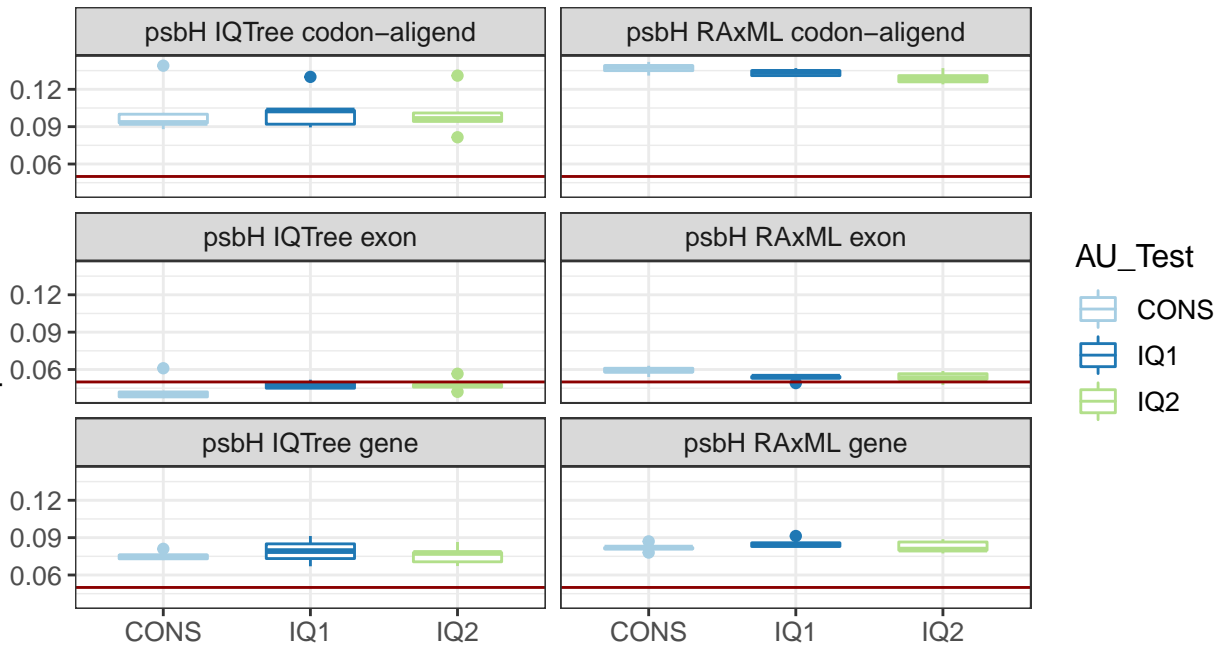 psbH IQTree codon−aligend
psbH RAxML codon−aligend
0.12
0.09
0.06
psbH IQTree exon
psbH RAxML exon
0.12
0.09
0.06
psbH IQTree gene
psbH RAxML gene
0.12
0.09
0.06
CONS
IQ1
IQ2
CONS
IQ1
IQ2
AU_Test
CONS
IQ1
IQ2